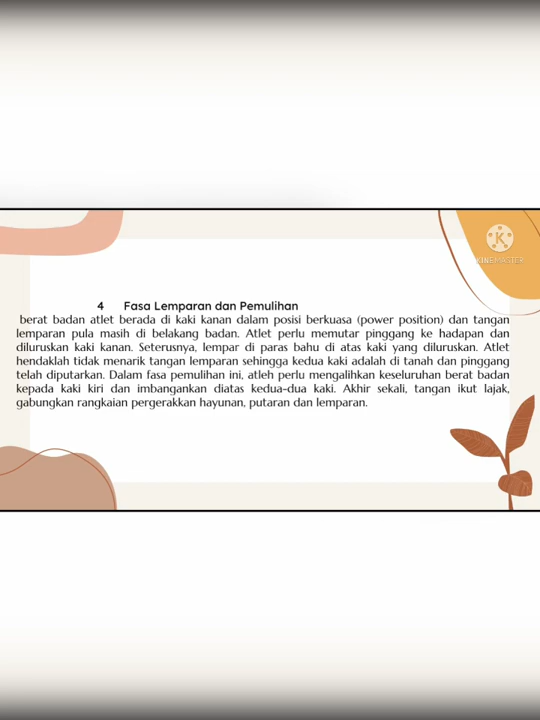 KINEMASTER
4 Fasa Lemparan dan Pemulihan
berat badan atlet berada di kaki kanan dalam posisi berkuasa (power position) dan tangan
lemparan pula masih di belakang badan. Atlet perlu memutar pinggang ke hadapan dan
diluruskan kaki kanan. Seterusnya, lempar di paras bahu di atas kaki yang diluruskan. Atlet
hendaklah tidak menarik tangan lemparan sehingga kedua kaki adalah di tanah dan pinggang
telah diputarkan. Dalam fasa pemulihan ini, atleh perlu mengalihkan keseluruhan berat badan
kepada kaki kiri dan imbangankan diatas kedua-dua kaki. Akhir sekali, tangan ikut lajak,
gabungkan rangkaian pergerakkan hayunan, putaran dan lemparan.